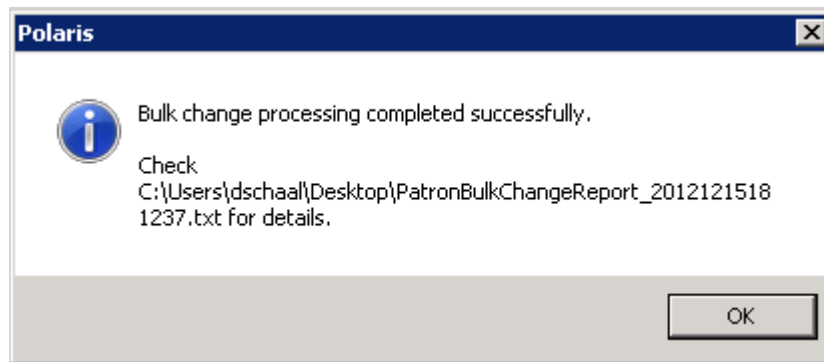 Polaris
Bulk change processing completed successfully.
Check
C:\Users\dschaal\Desktop\PatronBulkChangeReport_2012121518
1237.txt for details.
OK